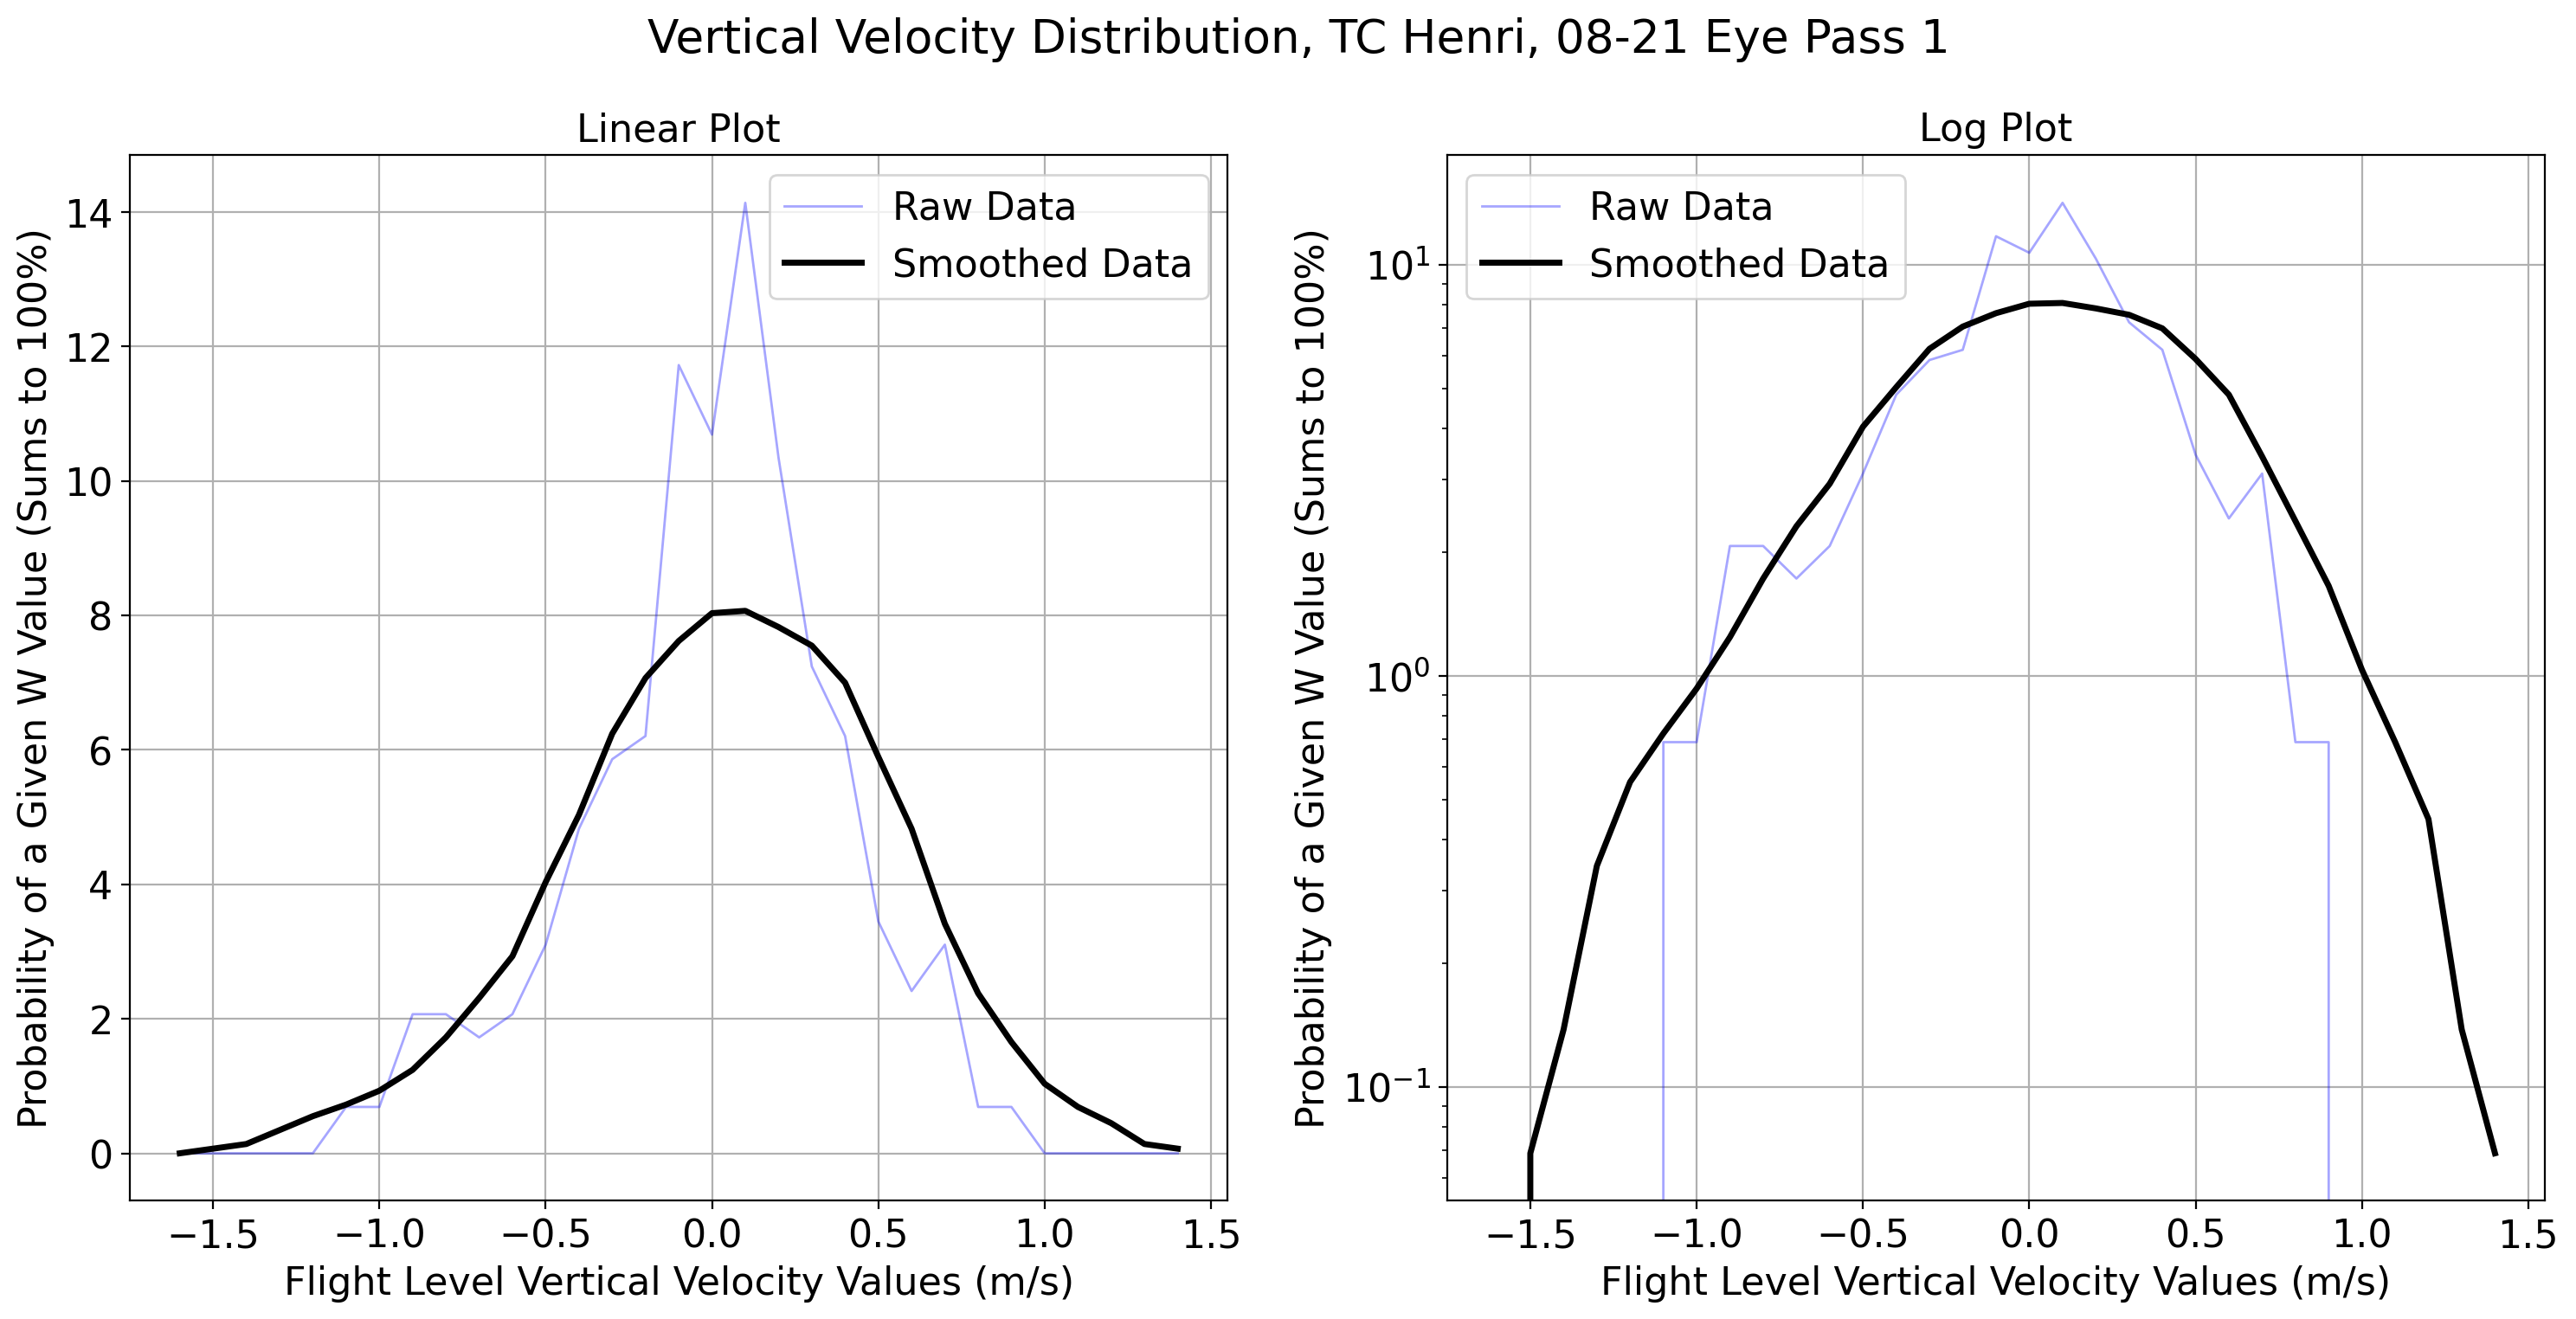 Vertical Velocity Distribution, TC Henri, 08-21 Eye Pass 1
Linear Plot
Probability of a Given W Value (Sums to 100%)
14
12
10
8
6
4
2
0
Raw Data
Smoothed Data
−1.5 −1.0 −0.5 0.0 0.5 1.0 1.5
Flight Level Vertical Velocity Values (m/s)
Log Plot
Probability of a Given W Value (Sums to 100%)
10¹
10⁰
10⁻¹
Raw Data
Smoothed Data
−1.5 −1.0 −0.5 0.0 0.5 1.0 1.5
Flight Level Vertical Velocity Values (m/s)